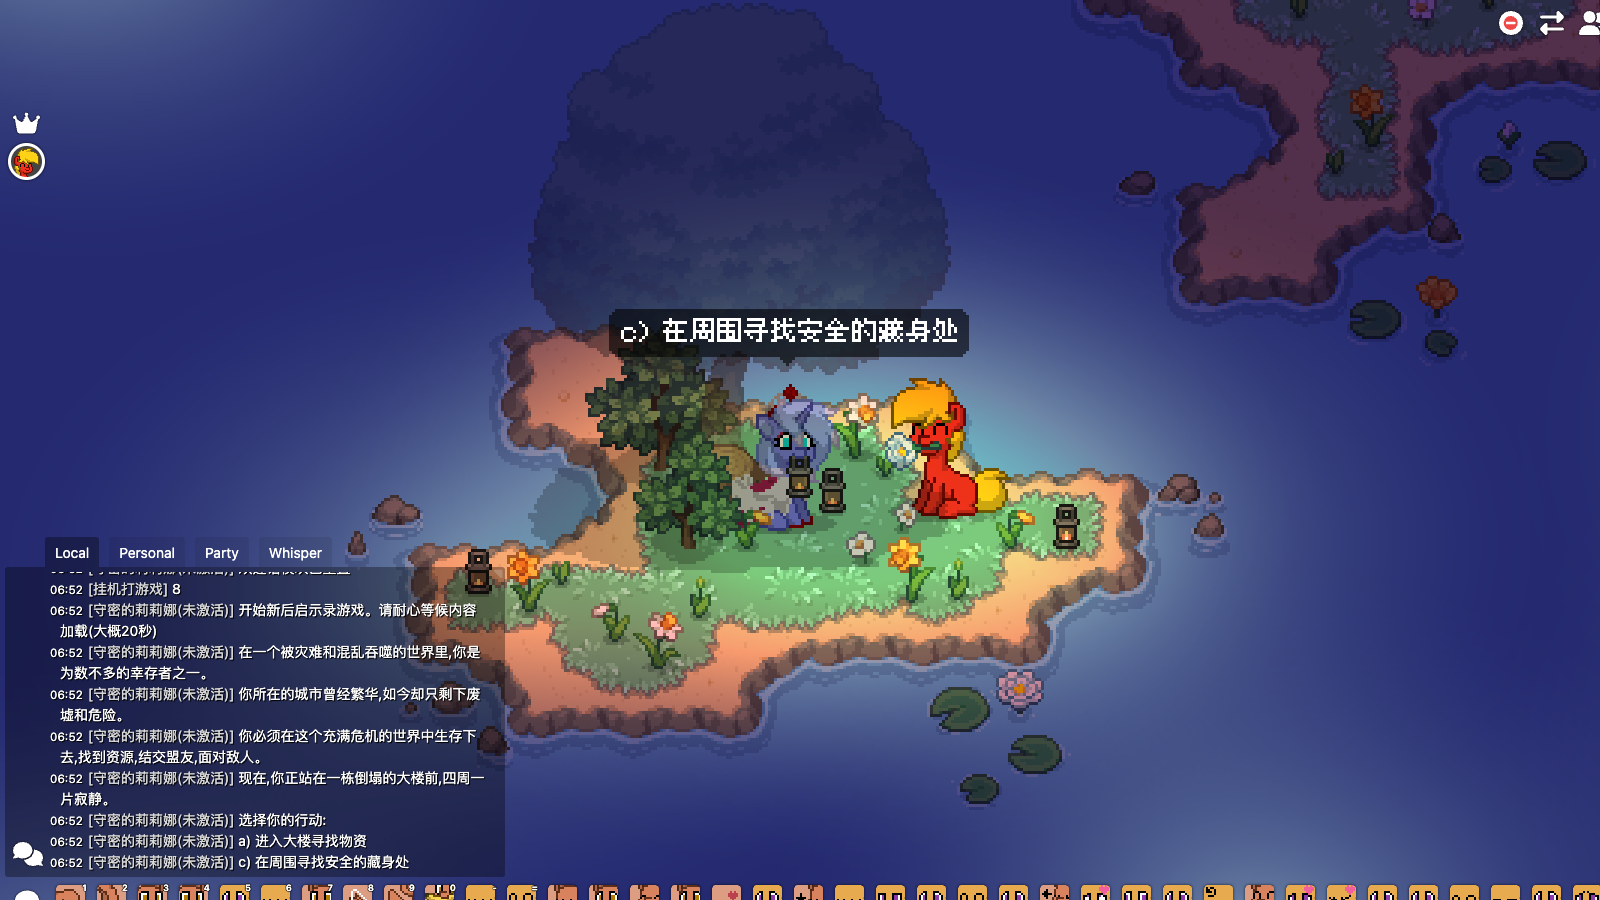 c) 在周围寻找安全的藏身处
Local Personal Party Whisper
06:52 [挂机打游戏] 8
06:52 [守密的莉莉娜(未激活)] 开始新后启示录游戏。请耐心等候内容
加载(大概20秒)
06:52 [守密的莉莉娜(未激活)] 在一个被灾难和混乱吞噬的世界里,你是
为数不多的幸存者之一。
06:52 [守密的莉莉娜(未激活)] 你所在的城市曾经繁华,如今却只剩下废
墟和危险。
06:52 [守密的莉莉娜(未激活)] 你必须在这个充满危机的世界中生存下
去,找到资源,结交盟友,面对敌人。
06:52 [守密的莉莉娜(未激活)] 现在,你正站在一栋倒塌的大楼前,四周一
片寂静。
06:52 [守密的莉莉娜(未激活)] 选择你的行动:
06:52 [守密的莉莉娜(未激活)] a) 进入大楼寻找物资
06:52 [守密的莉莉娜(未激活)] c) 在周围寻找安全的藏身处
1 2 3 4 5 6 7 8 9 0 - =